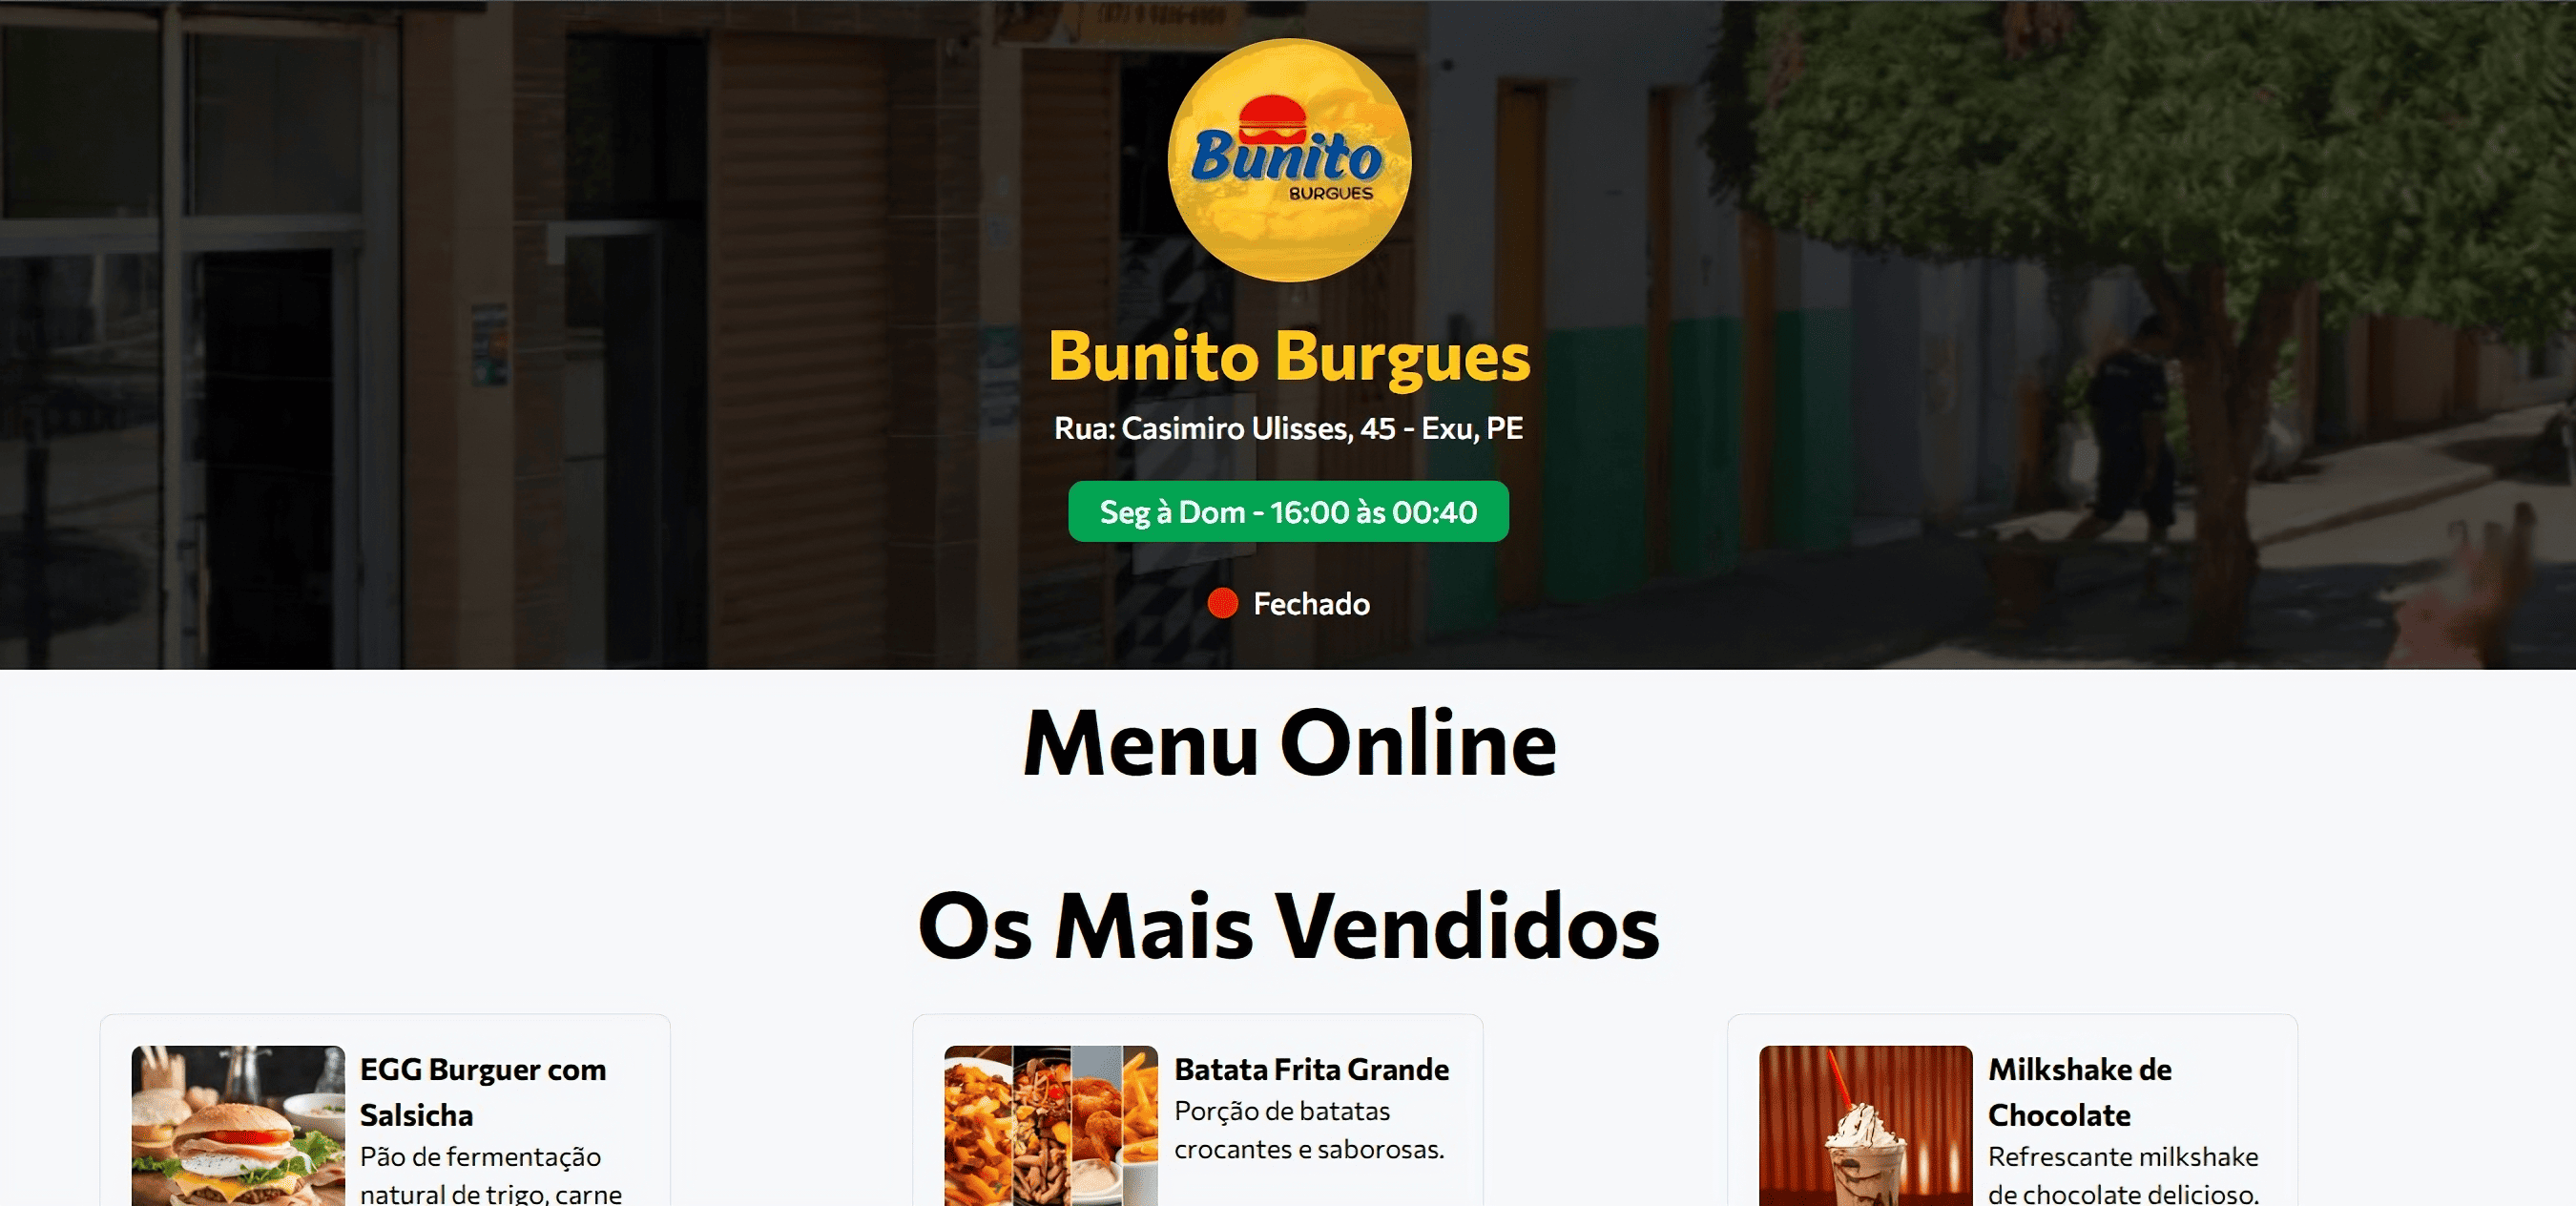 Bunito
BURGUES
Bunito Burgues
Rua: Casimiro Ulisses, 45 - Exu, PE
Seg à Dom - 16:00 às 00:40
Fechado
Menu Online
Os Mais Vendidos
EGG Burguer com
Salsicha
Pão de fermentação
natural de trigo, carne
Batata Frita Grande
Porção de batatas
crocantes e saborosas.
Milkshake de
Chocolate
Refrescante milkshake
de chocolate delicioso.